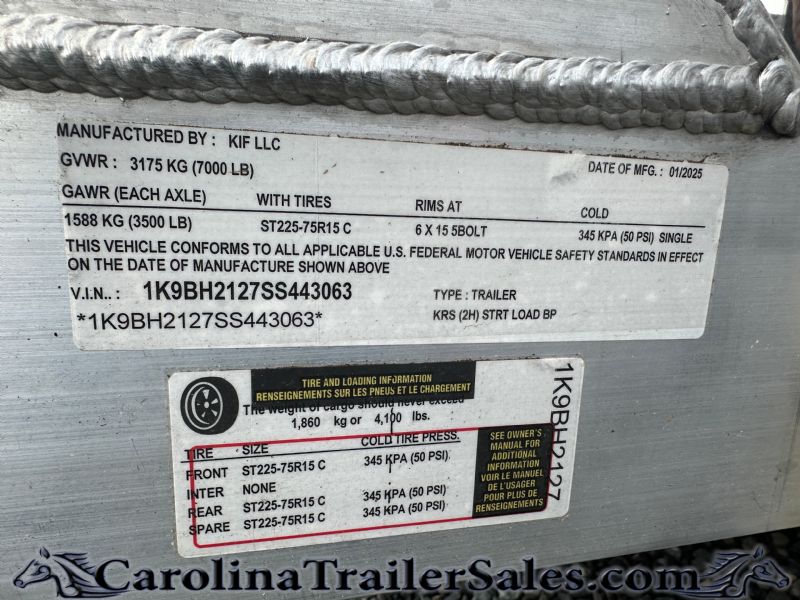 MANUFACTURED BY : KIF LLC
GVWR : 3175 KG (7000 LB)
DATE OF MFG. : 01/2025
GAWR (EACH AXLE) WITH TIRES RIMS AT COLD
1588 KG (3500 LB) ST225-75R15 C 6 X 15 5BOLT 345 KPA (50 PSI) SINGLE
THIS VEHICLE CONFORMS TO ALL APPLICABLE U.S. FEDERAL MOTOR VEHICLE SAFETY STANDARDS IN EFFECT
ON THE DATE OF MANUFACTURE SHOWN ABOVE
V.I.N.. : 1K9BH2127SS443063 TYPE : TRAILER
*1K9BH2127SS443063* KRS (2H) STRT LOAD BP
TIRE AND LOADING INFORMATION
RENSEIGNEMENTS SUR LES PNEUS ET LE CHARGEMENT
The weight of cargo should never exceed
1,860 kg or 4,100 lbs.
TIRE SIZE COLD TIRE PRESS.
FRONT ST225-75R15 C 345 KPA (50 PSI)
INTER NONE
REAR ST225-75R15 C 345 KPA (50 PSI)
SPARE ST225-75R15 C 345 KPA (50 PSI)
SEE OWNER'S
MANUAL FOR
ADDITIONAL
INFORMATION
VOIR LE MANUEL
DE L'USAGER
POUR PLUS DE
RENSEIGNEMENTS
1K9BH2127
CarolinaTrailerSales.com